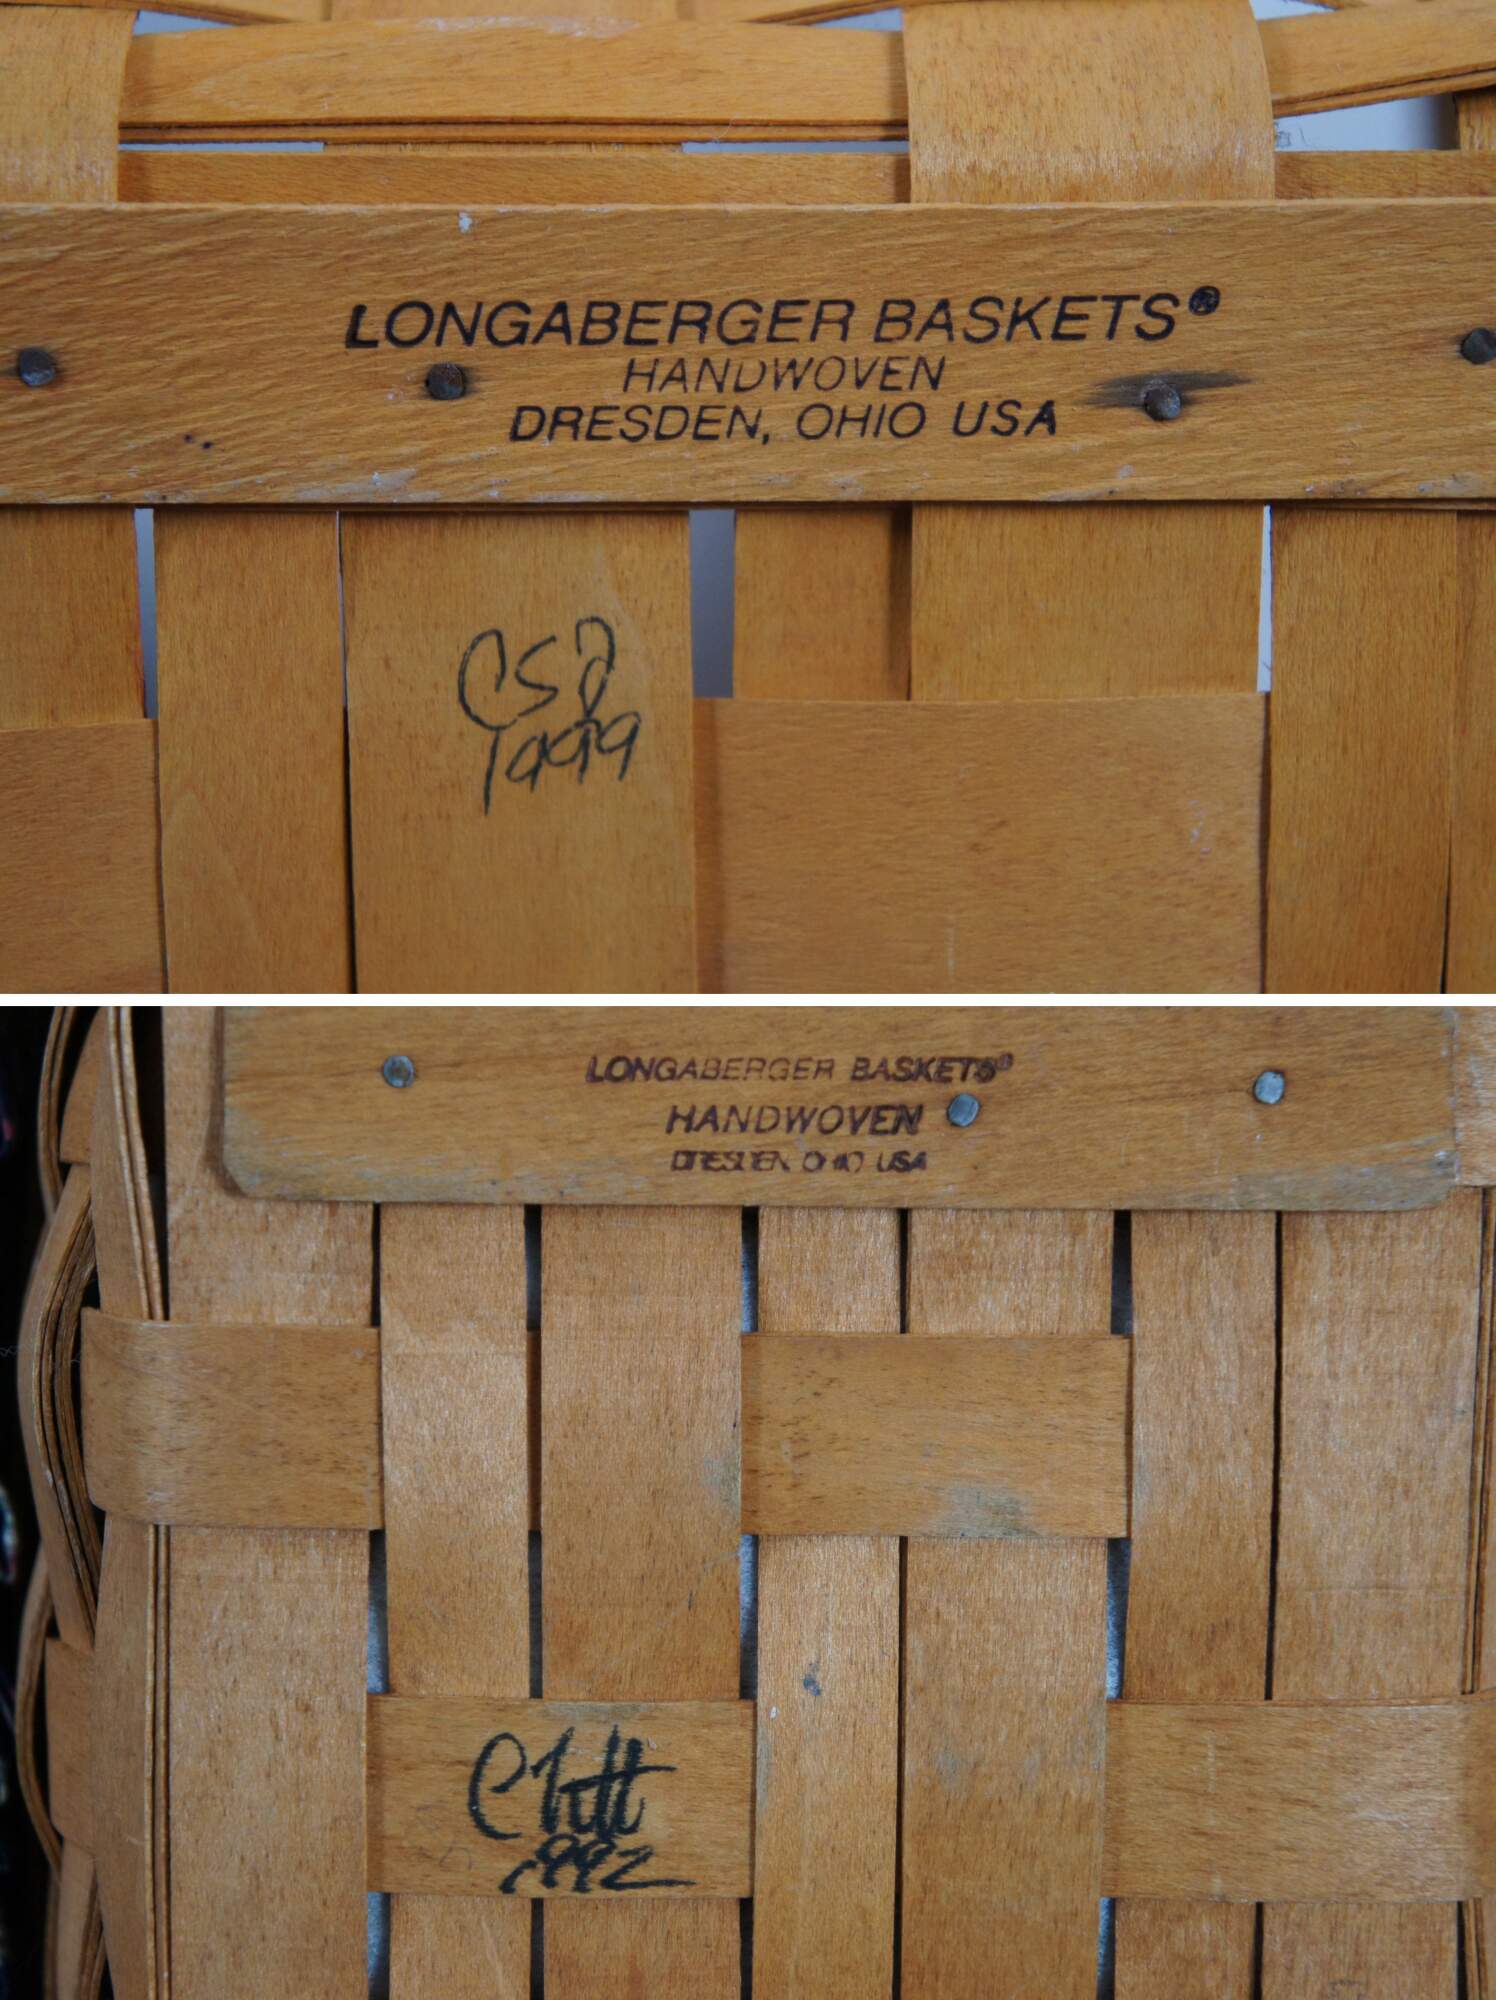 LONGABERGER BASKETS®
HANDWOVEN
DRESDEN, OHIO USA
1999
LONGABERGER BASKETS®
HANDWOVEN
DRESDEN, OHIO USA
1992